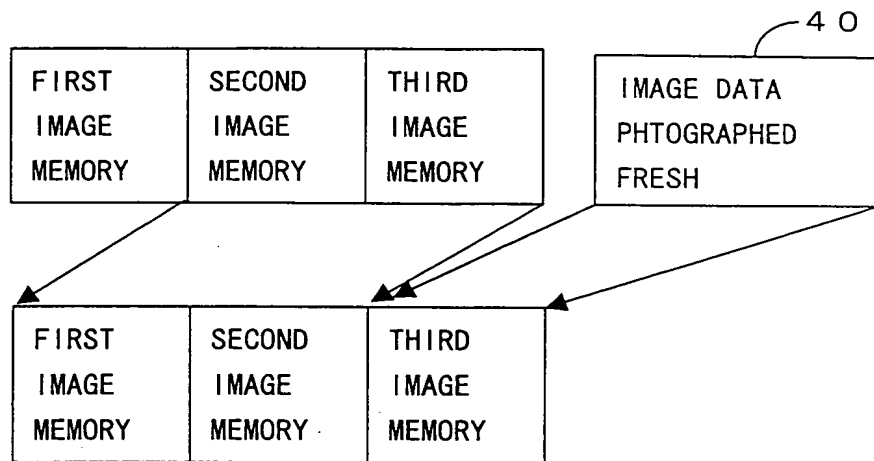 40
FIRST
IMAGE
MEMORY
SECOND
IMAGE
MEMORY
THIRD
IMAGE
MEMORY
IMAGE DATA
PHTOGRAPHED
FRESH
FIRST
IMAGE
MEMORY
SECOND
IMAGE
MEMORY
THIRD
IMAGE
MEMORY